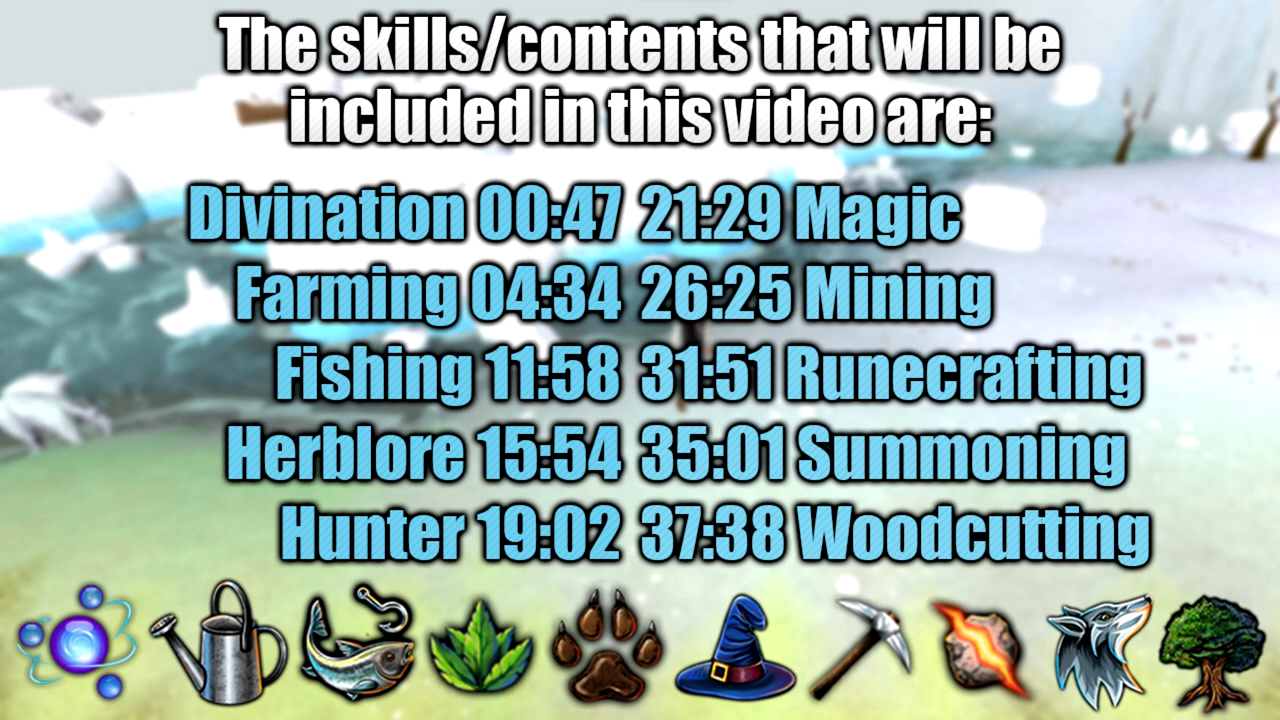 The skills/contents that will be
included in this video are:
Divination 00:47 21:29 Magic
Farming 04:34 26:25 Mining
Fishing 11:58 31:51 Runecrafting
Herblore 15:54 35:01 Summoning
Hunter 19:02 37:38 Woodcutting